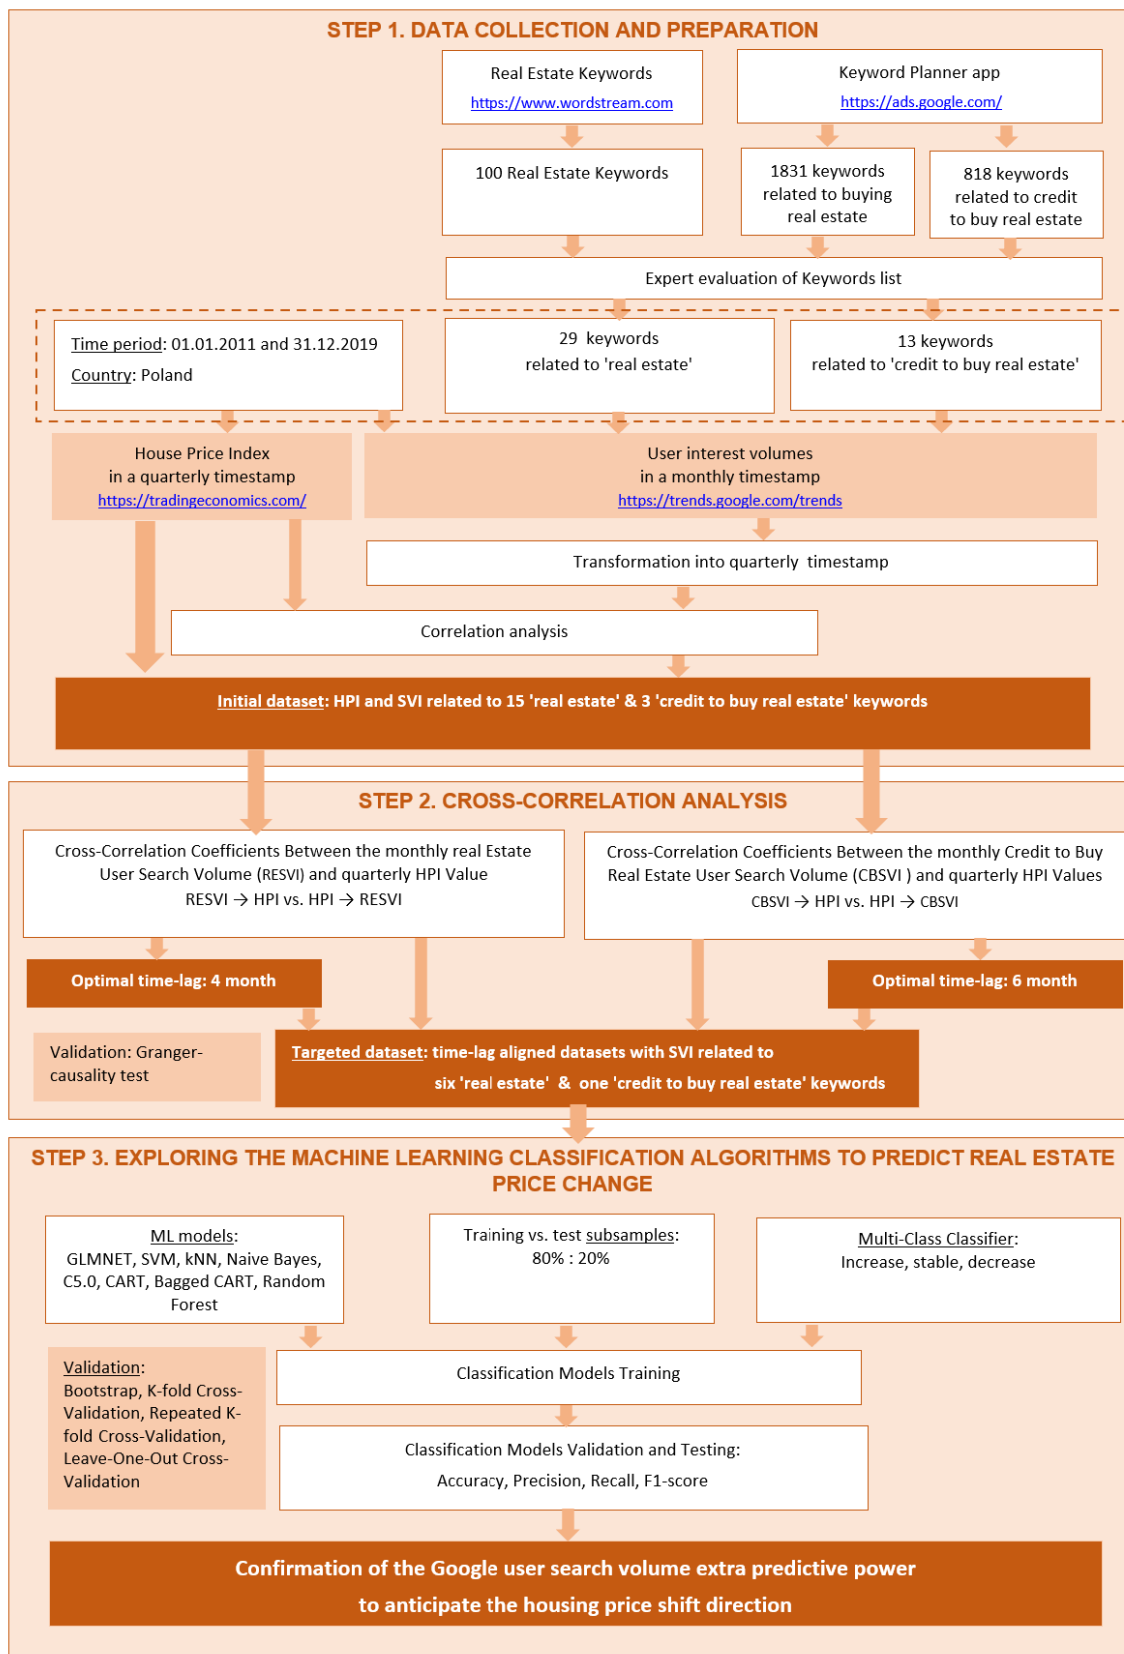 STEP 1. DATA COLLECTION AND PREPARATION
Real Estate Keywords
https://www.wordstream.com
Keyword Planner app
https://ads.google.com/
100 Real Estate Keywords
1831 keywords
related to buying
real estate
818 keywords
related to credit
to buy real estate
Expert evaluation of Keywords list
Time period: 01.01.2011 and 31.12.2019
Country: Poland
29 keywords
related to 'real estate'
13 keywords
related to 'credit to buy real estate'
House Price Index
in a quarterly timestamp
https://tradingeconomics.com/
User interest volumes
in a monthly timestamp
https://trends.google.com/trends
Transformation into quarterly timestamp
Correlation analysis
Initial dataset: HPI and SVI related to 15 'real estate' & 3 'credit to buy real estate' keywords
STEP 2. CROSS-CORRELATION ANALYSIS
Cross-Correlation Coefficients Between the monthly real Estate
User Search Volume (RESVI) and quarterly HPI Value
RESVI → HPI vs. HPI → RESVI
Cross-Correlation Coefficients Between the monthly Credit to Buy
Real Estate User Search Volume (CBSVI ) and quarterly HPI Values
CBSVI → HPI vs. HPI → CBSVI
Optimal time-lag: 4 month
Optimal time-lag: 6 month
Validation: Granger-
causality test
Targeted dataset: time-lag aligned datasets with SVI related to
six 'real estate' & one 'credit to buy real estate' keywords
STEP 3. EXPLORING THE MACHINE LEARNING CLASSIFICATION ALGORITHMS TO PREDICT REAL ESTATE
PRICE CHANGE
ML models:
GLMNET, SVM, kNN, Naive Bayes,
C5.0, CART, Bagged CART, Random
Forest
Training vs. test subsamples:
80% : 20%
Multi-Class Classifier:
Increase, stable, decrease
Validation:
Bootstrap, K-fold Cross-
Validation, Repeated K-
fold Cross-Validation,
Leave-One-Out Cross-
Validation
Classification Models Training
Classification Models Validation and Testing:
Accuracy, Precision, Recall, F1-score
Confirmation of the Google user search volume extra predictive power
to anticipate the housing price shift direction